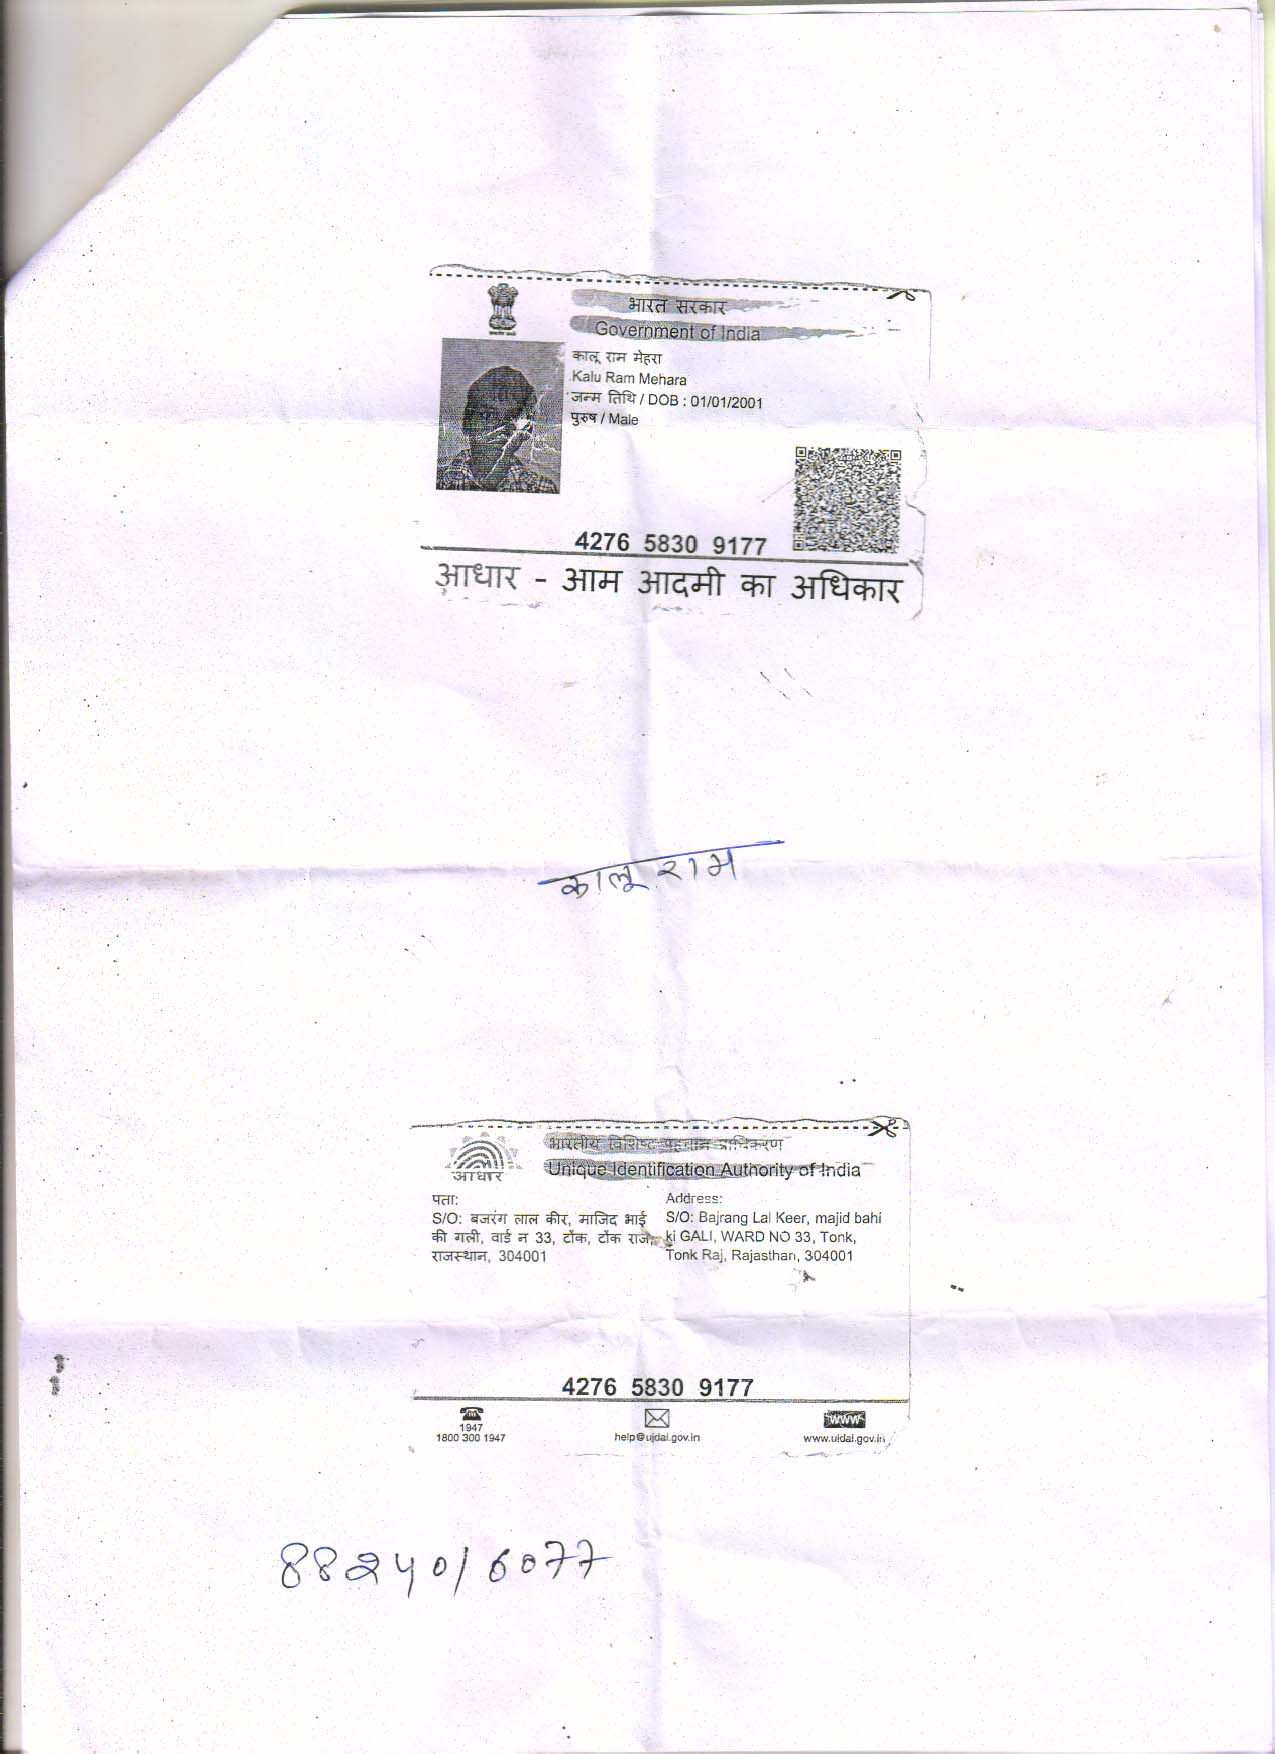 भारत सरकार
Government of India
कालू राम मेहरा
Kalu Ram Mehara
जन्म तिथि / DOB : 01/01/2001
पुरुष / Male
4276 5830 9177
आधार - आम आदमी का अधिकार
कालू राम
भारतीय विशिष्ट पहचान प्राधिकरण
Unique Identification Authority of India
आधार
पता:
S/O: बजरंग लाल कीर, माजिद भाई
की गली, वार्ड न 33, टोंक, टोंक राज,
राजस्थान, 304001
Address:
S/O: Bajrang Lal Keer, majid bahi
ki GALI, WARD NO 33, Tonk,
Tonk Raj, Rajasthan, 304001
4276 5830 9177
1947
1800 300 1947
help@uidai.gov.in
www
www.uidai.gov.in
8824016077